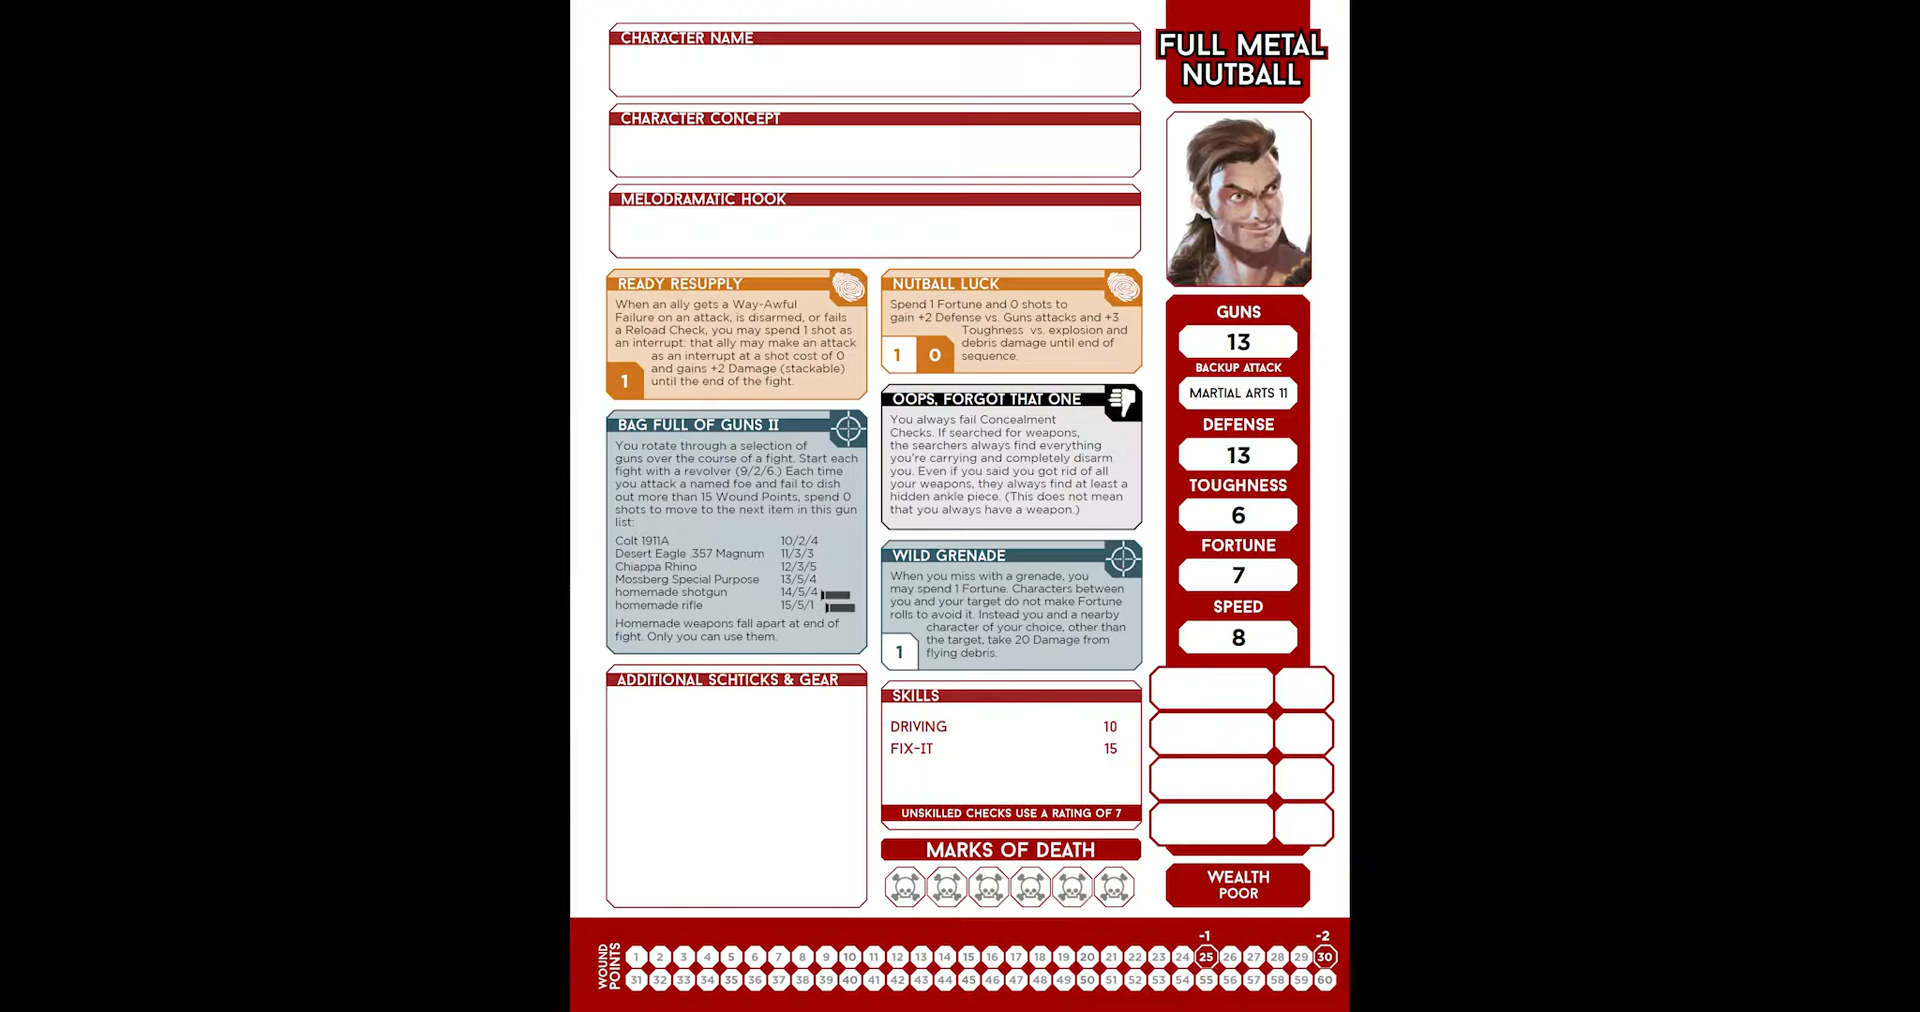 CHARACTER NAME
FULL METAL
NUTBALL
CHARACTER CONCEPT
MELODRAMATIC HOOK
READY RESUPPLY
When an ally gets a Way-Awful
Failure on an attack, is disarmed, or fails
a Reload Check, you may spend 1 shot as
an interrupt: that ally may make an attack
as an interrupt at a shot cost of 0
and gains +2 Damage (stackable)
until the end of the fight.
1
NUTBALL LUCK
Spend 1 Fortune and 0 shots to
gain +2 Defense vs. Guns attacks and +3
Toughness vs. explosion and
debris damage until end of
sequence.
1 0
BAG FULL OF GUNS II
You rotate through a selection of
guns over the course of a fight. Start each
fight with a revolver (9/2/6.) Each time
you attack a named foe and fail to dish
out more than 15 Wound Points, spend 0
shots to move to the next item in this gun
list:
Colt 1911A 10/2/4
Desert Eagle .357 Magnum 11/3/3
Chiappa Rhino 12/3/5
Mossberg Special Purpose 13/5/4
homemade shotgun 14/5/4
homemade rifle 15/5/1
Homemade weapons fall apart at end of
fight. Only you can use them.
OOPS, FORGOT THAT ONE
You always fail Concealment
Checks. If searched for weapons,
the searchers always find everything
you're carrying and completely disarm
you. Even if you said you got rid of all
your weapons, they always find at least a
hidden ankle piece. (This does not mean
that you always have a weapon.)
WILD GRENADE
When you miss with a grenade, you
may spend 1 Fortune. Characters between
you and your target do not make Fortune
rolls to avoid it. Instead you and a nearby
character of your choice, other than
the target, take 20 Damage from
flying debris.
1
ADDITIONAL SCHTICKS & GEAR
SKILLS
DRIVING 10
FIX-IT 15
UNSKILLED CHECKS USE A RATING OF 7
MARKS OF DEATH
GUNS
13
BACKUP ATTACK
MARTIAL ARTS 11
DEFENSE
13
TOUGHNESS
6
FORTUNE
7
SPEED
8
WEALTH
POOR
WOUND
POINTS
-1 -2
1 2 3 4 5 6 7 8 9 10 11 12 13 14 15 16 17 18 19 20 21 22 23 24 25 26 27 28 29 30
31 32 33 34 35 36 37 38 39 40 41 42 43 44 45 46 47 48 49 50 51 52 53 54 55 56 57 58 59 60